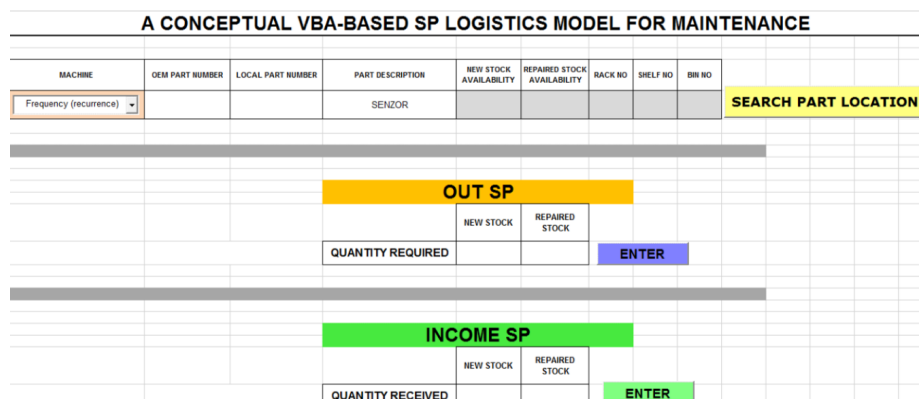 A CONCEPTUAL VBA-BASED SP LOGISTICS MODEL FOR MAINTENANCE
MACHINE
OEM PART NUMBER
LOCAL PART NUMBER
PART DESCRIPTION
NEW STOCK
AVAILABILITY
REPAIRED STOCK
AVAILABILITY
RACK NO
SHELF NO
BIN NO
Frequency (recurrence)
SENZOR
SEARCH PART LOCATION
OUT SP
NEW STOCK
REPAIRED
STOCK
QUANTITY REQUIRED
ENTER
INCOME SP
NEW STOCK
REPAIRED
STOCK
QUANTITY RECEIVED
ENTER